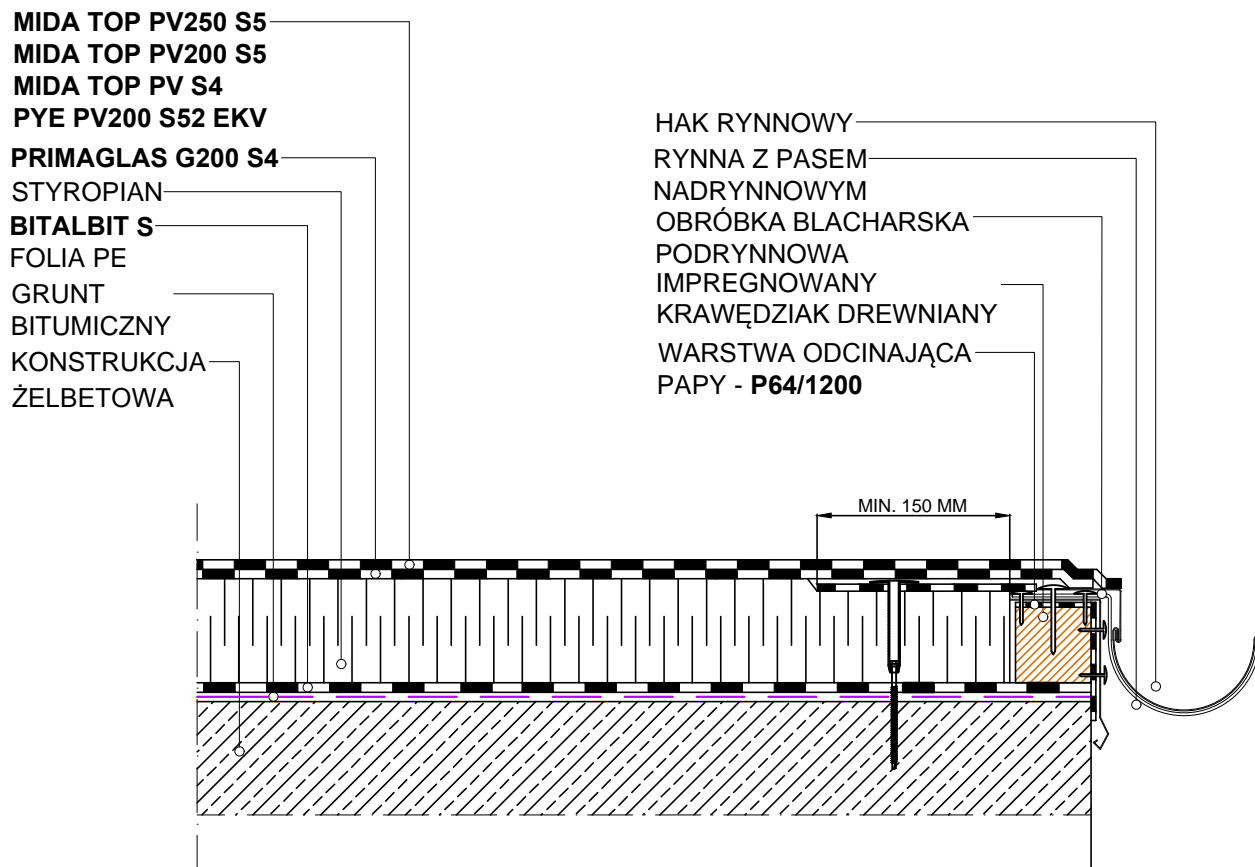 MIDA TOP PV250 S5
MIDA TOP PV200 S5
MIDA TOP PV S4
PYE PV200 S52 EKV
PRIMAGLAS G200 S4
STYROPIAN
BITALBIT S
FOLIA PE
GRUNT
BITUMICZNY
KONSTRUKCJA
ŻELBETOWA
HAK RYNNOWY
RYNNA Z PASEM
NADRYNNOWYM
OBRÓBKA BLACHARSKA
PODRYNNOWA
IMPREGNOWANY
KRAWĘDZIAK DREWNIANY
WARSTWA ODCINAJĄCA
PAPY - P64/1200
MIN. 150 MM